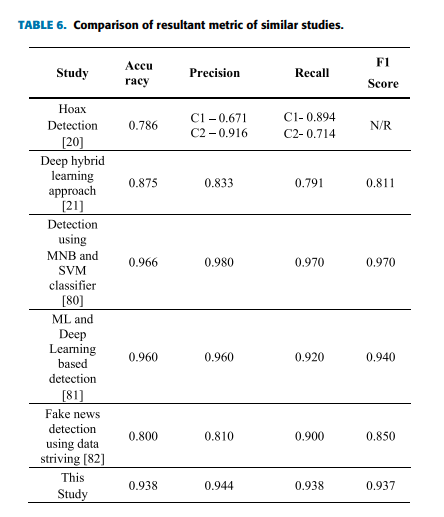 TABLE 6. Comparison of resultant metric of similar studies.
Study
Accu
racy
Precision
Recall
F1
Score
Hoax
Detection
[20]
0.786
C1 – 0.671
C2 – 0.916
C1- 0.894
C2- 0.714
N/R
Deep hybrid
learning
approach
[21]
0.875
0.833
0.791
0.811
Detection
using
MNB and
SVM
classifier
[80]
0.966
0.980
0.970
0.970
ML and
Deep
Learning
based
detection
[81]
0.960
0.960
0.920
0.940
Fake news
detection
using data
striving [82]
0.800
0.810
0.900
0.850
This
Study
0.938
0.944
0.938
0.937